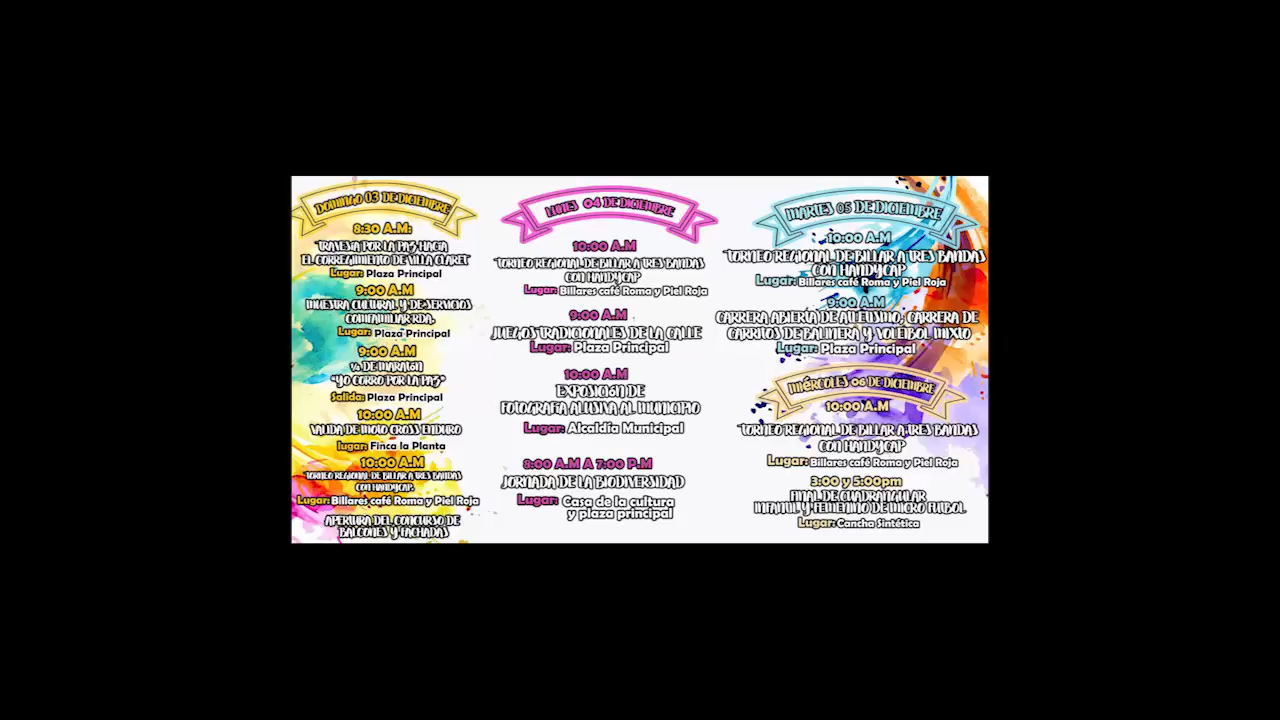 DOMINGO 03 DE DICIEMBRE
8:30 A.M:
"TRAVESIA POR LA PAZ HACIA
EL CORREGIMIENTO DE VILLA CLARET"
Lugar: Plaza Principal
9:00 A.M
MUESTRA CULTURAL Y DE SERVICIOS
COMFAMILIAR RDA.
Lugar: Plaza Principal
9:00 A.M
¼ DE MARATÓN
"YO CORRO POR LA PAZ"
Salida: Plaza Principal
10:00 A.M
VALIDA DE MOTO CROSS ENDURO
lugar: Finca la Planta
10:00 A.M
"TORNEO REGIONAL DE BILLAR A TRES BANDAS
CON HANDYCAP.
Lugar: Billares café Roma y Piel Roja
APERTURA DEL CONCURSO DE
BALCONES Y FACHADAS
LUNES 04 DE DICIEMBRE
10:00 A.M
"TORNEO REGIONAL DE BILLAR A TRES BANDAS
CON HANDYCAP
Lugar: Billares café Roma y Piel Roja
9:00 A.M
JUEGOS TRADICIONALES DE LA CALLE
Lugar: Plaza Principal
10:00 A.M
EXPOSICIÓN DE
FOTOGRAFIA ALUSIVA AL MUNICIPIO
Lugar: Alcaldía Municipal
8:00 A.M A 7:00 P.M
JORNADA DE LA BIODIVERSIDAD
Lugar: Casa de la cultura
y plaza principal
MARTES 05 DE DICIEMBRE
10:00 A.M
"TORNEO REGIONAL DE BILLAR A TRES BANDAS
CON HANDYCAP
Lugar: Billares café Roma y Piel Roja
9:00 A.M
CARRERA ABIERTA DE ATLETISMO, CARRERA DE
CARRITOS DE BALINERA Y VOLEIBOL MIXTO
Lugar: Plaza Principal
MIÉRCOLES 06 DE DICIEMBRE
10:00 A.M
"TORNEO REGIONAL DE BILLAR A TRES BANDAS
CON HANDYCAP
Lugar: Billares café Roma y Piel Roja
3:00 y 5:00pm
FINAL DE CUADRANGULAR
INFANTIL Y FEMENINO DE MICRO FUTBOL
Lugar: Cancha Sintética